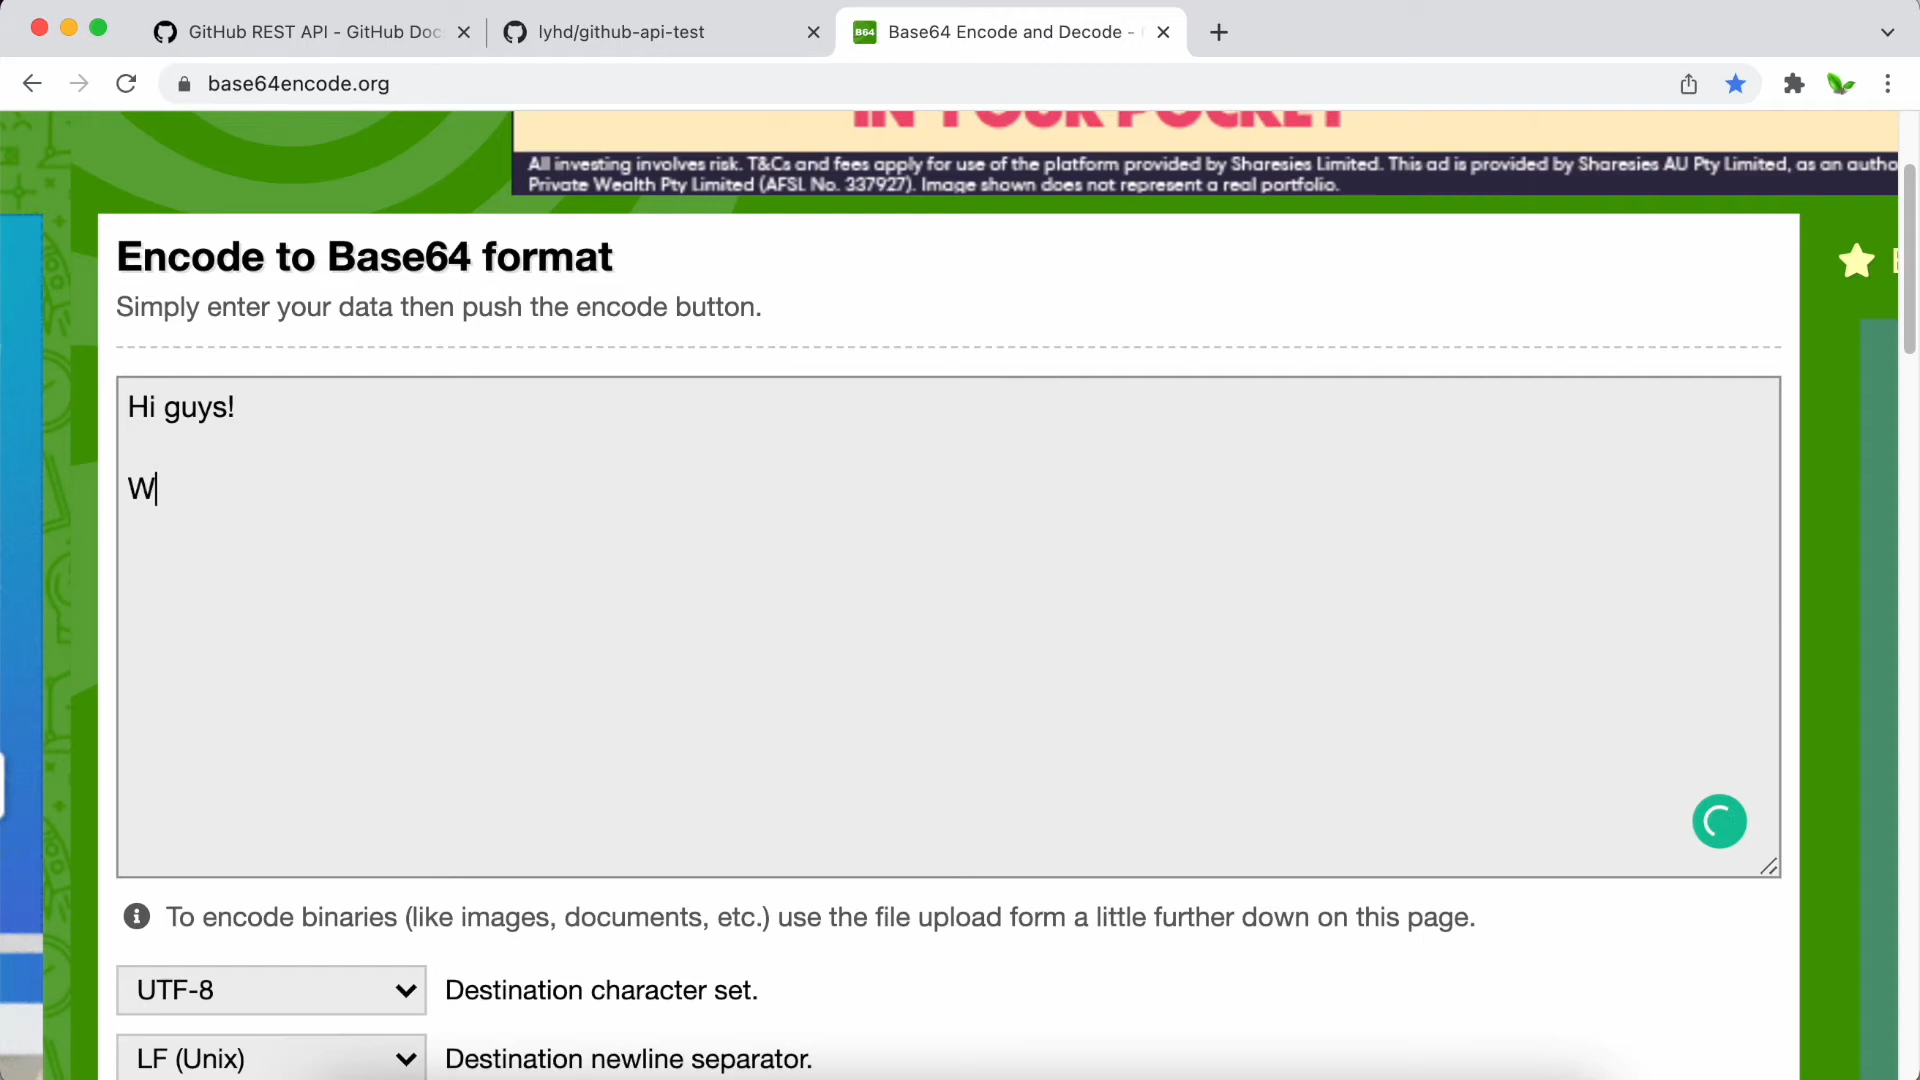 GitHub REST API - GitHub Doc
lyhd/github-api-test
B64
Base64 Encode and Decode -
base64encode.org
IN YOUR POCKET
All investing involves risk. T&Cs and fees apply for use of the platform provided by Sharesies Limited. This ad is provided by Sharesies AU Pty Limited, as an autho
Private Wealth Pty Limited (AFSL No. 337927). Image shown does not represent a real portfolio.
Encode to Base64 format
Simply enter your data then push the encode button.
Hi guys!
W
To encode binaries (like images, documents, etc.) use the file upload form a little further down on this page.
UTF-8 Destination character set.
LF (Unix) Destination newline separator.